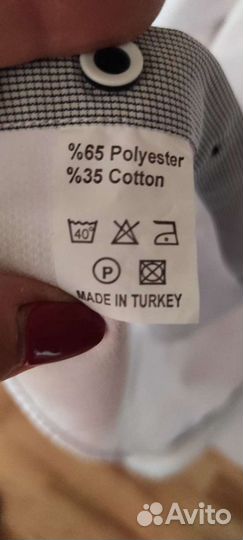 %65 Polyester
%35 Cotton
40°
P
MADE IN TURKEY
Avito